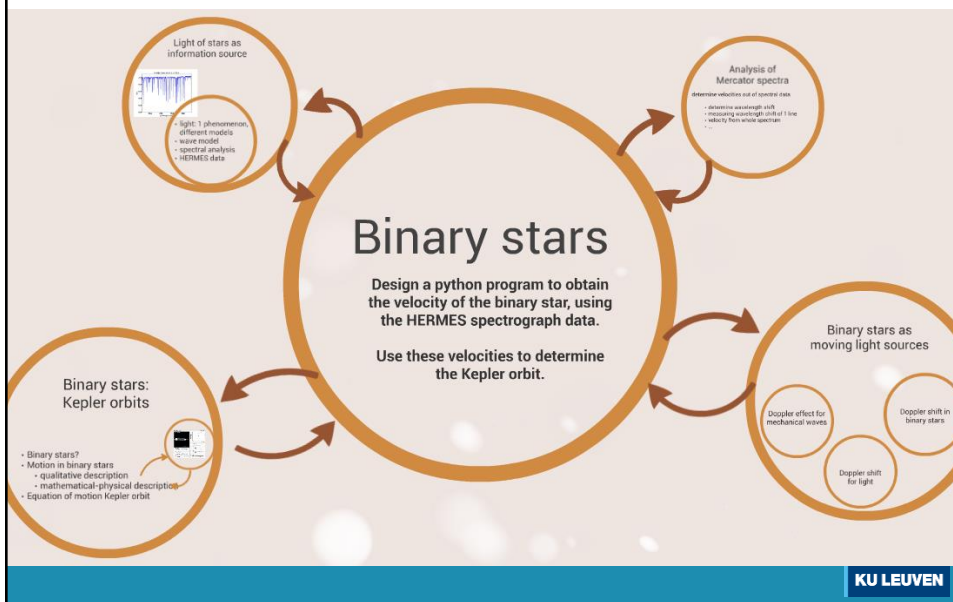 Light of stars as
information source
• light: 1 phenomenon,
different models
• wave model
• spectral analysis
• HERMES data
Analysis of
Mercator spectra
determine velocities out of spectral data
• determine wavelength shift
• measuring wavelength shift of 1 line
• velocity from whole spectrum
• ...
Binary stars
Design a python program to obtain
the velocity of the binary star, using
the HERMES spectrograph data.
Use these velocities to determine
the Kepler orbit.
Binary stars:
Kepler orbits
• Binary stars?
• Motion in binary stars
• qualitative description
• mathematical-physical description
• Equation of motion Kepler orbit
Binary stars as
moving light sources
Doppler effect for
mechanical waves
Doppler shift in
binary stars
Doppler shift
for light
KU LEUVEN